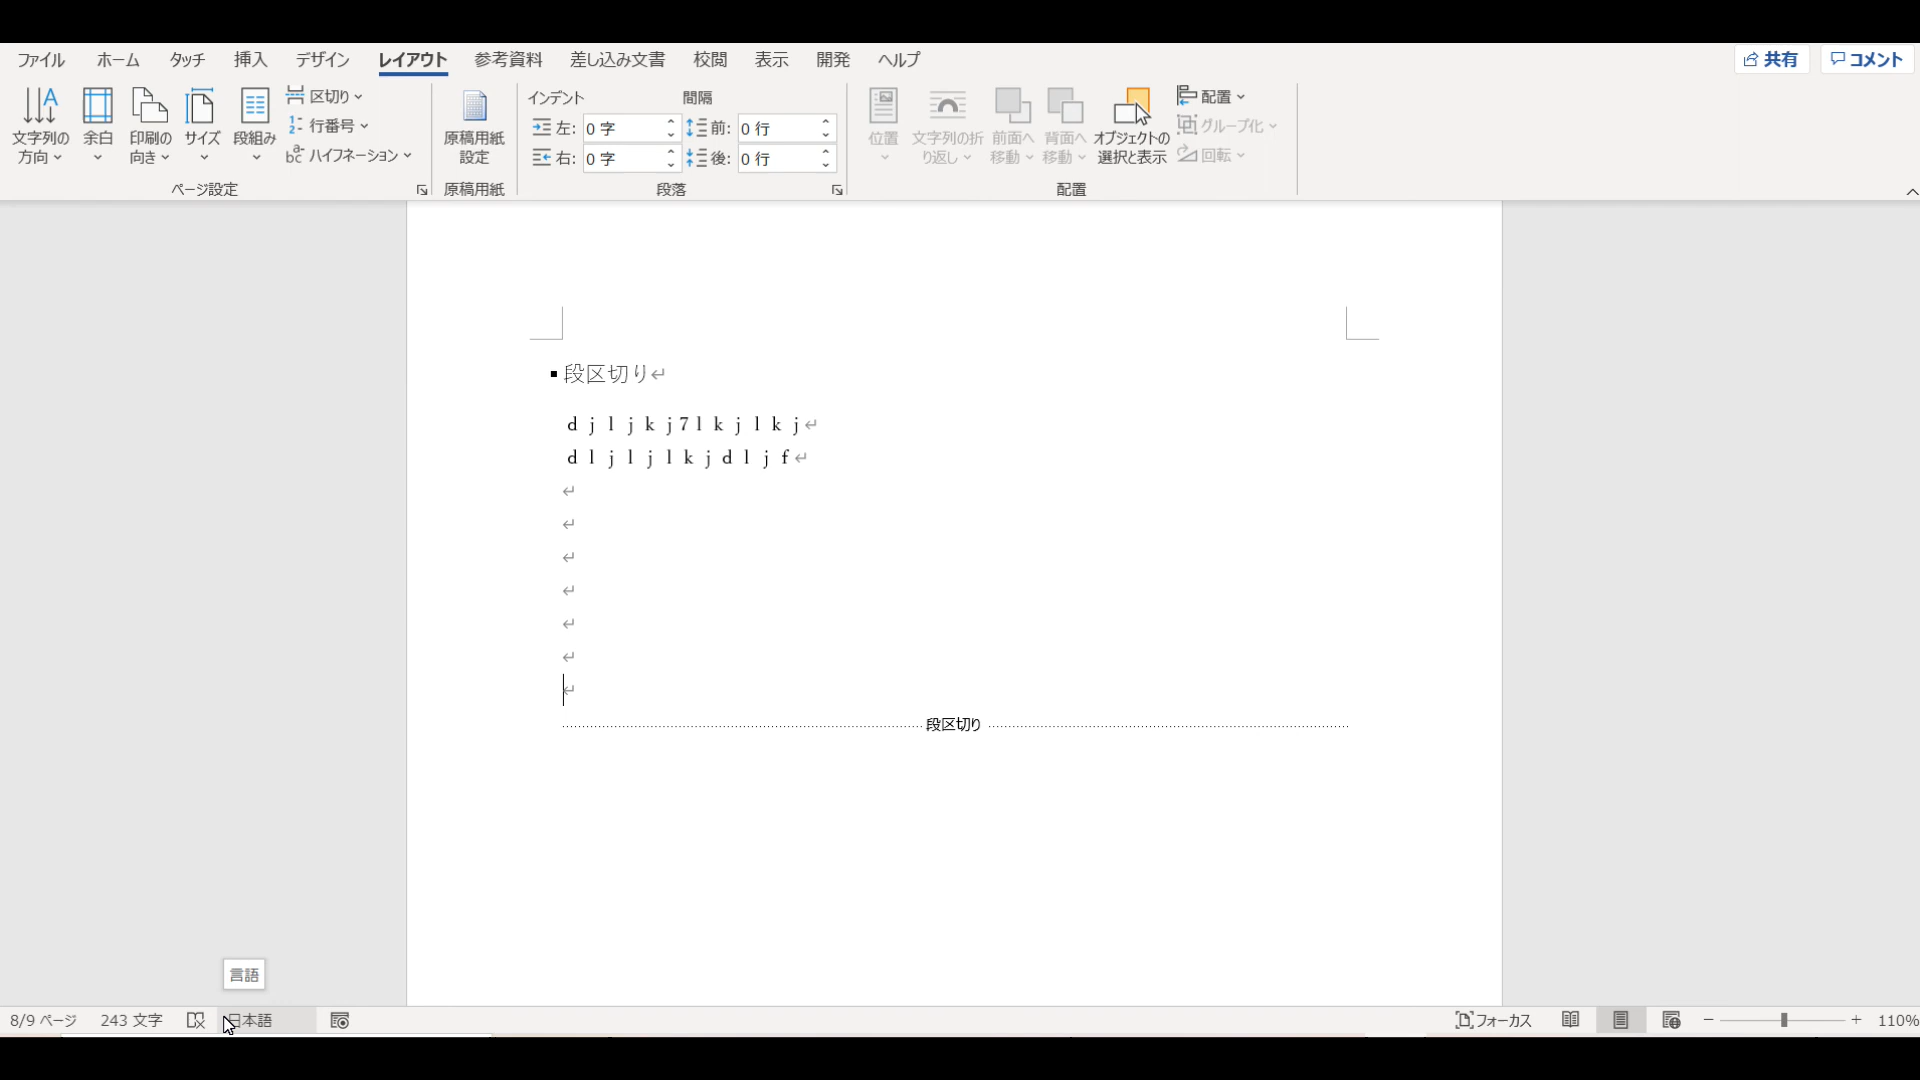 ファイル ホーム タッチ 挿入 デザイン レイアウト 参考資料 差し込み文書 校閲 表示 開発 ヘルプ 共有 コメント
文字列の方向 余白 印刷の向き サイズ 段組み
区切り
行番号
ハイフネーション
ページ設定
原稿用紙設定
原稿用紙
インデント 間隔
左: 0 字 前: 0 行
右: 0 字 後: 0 行
段落
位置 文字列の折り返し 前面へ移動 背面へ移動 オブジェクトの選択と表示
配置
グループ化
回転
配置
段区切り
d j l j k j 7 l k j l k j
d l j l j l k j d l j f
段区切り
言語
8/9 ページ 243 文字 日本語 フォーカス 110%